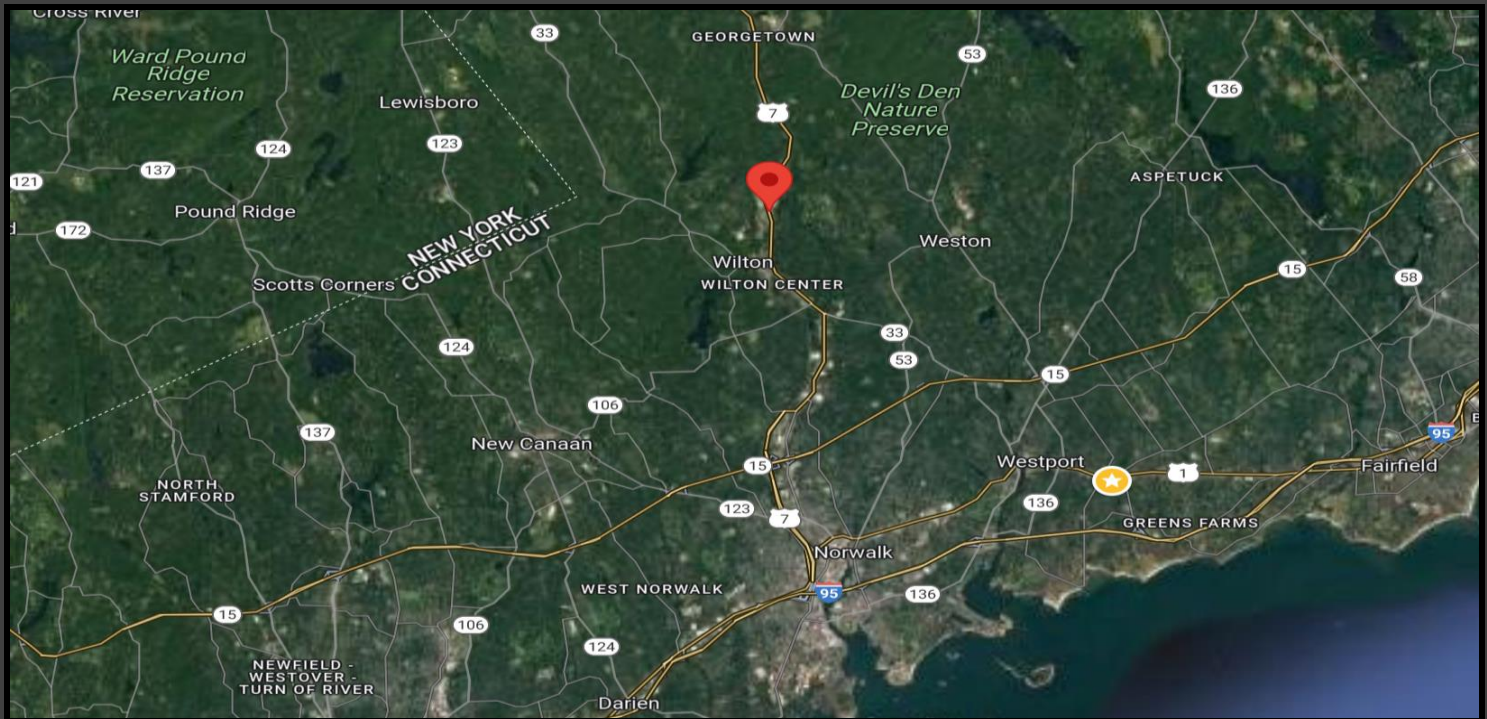 Cross River
33
GEORGETOWN
53
Ward Pound
Ridge
Reservation
Lewisboro
7
Devil's Den
Nature
Preserve
136
124
123
137
121
ASPETUCK
Pound Ridge
172
d
NEW YORK
CONNECTICUT
Weston
Wilton
WILTON CENTER
15
58
Scotts Corners
33
124
53
15
106
137
New Canaan
95
E
15
Westport
1
Fairfield
NORTH
STAMFORD
123
7
136
GREENS FARMS
Norwalk
WEST NORWALK
95
136
15
106
124
NEWFIELD -
WESTOVER -
TURN OF RIVER
Darien